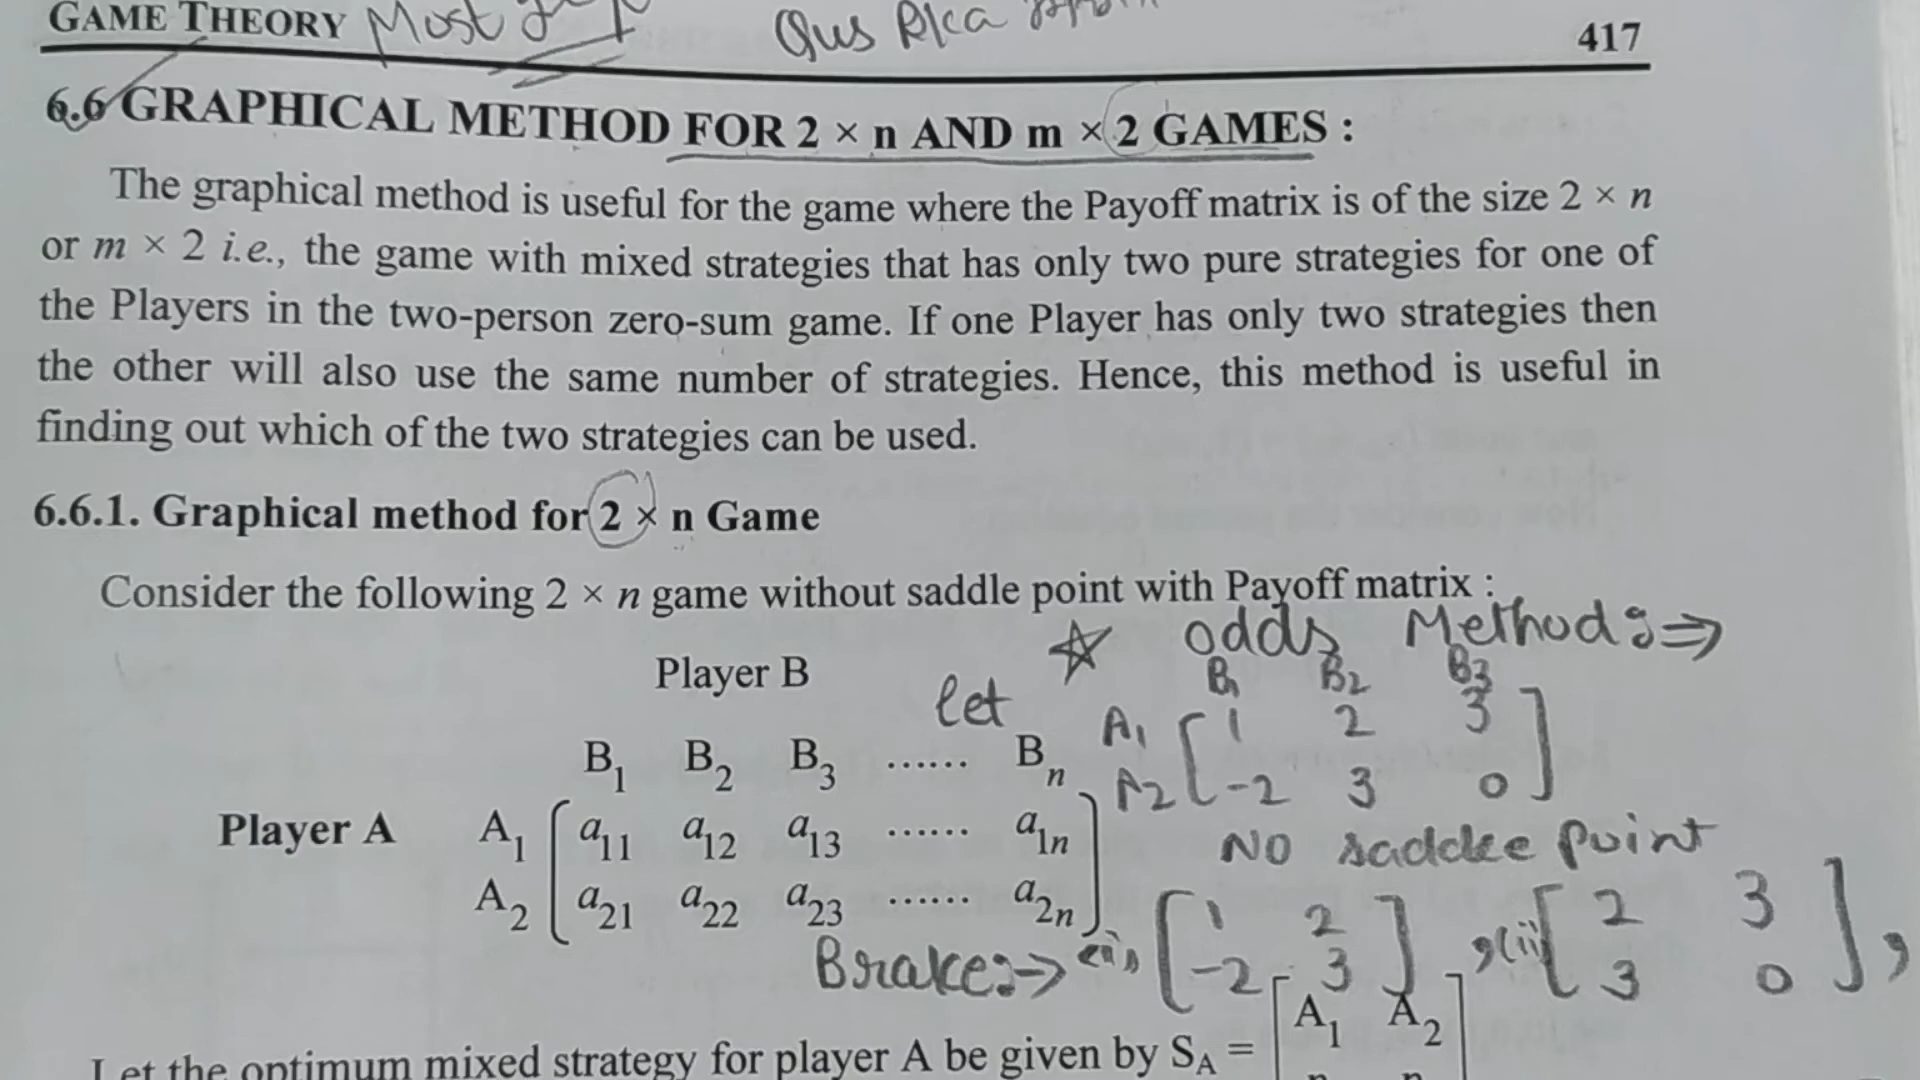 GAME THEORY Most
Qus
417
6.6 GRAPHICAL METHOD FOR 2 × n AND m × 2 GAMES :
The graphical method is useful for the game where the Payoff matrix is of the size 2 × n
or m × 2 i.e., the game with mixed strategies that has only two pure strategies for one of
the Players in the two-person zero-sum game. If one Player has only two strategies then
the other will also use the same number of strategies. Hence, this method is useful in
finding out which of the two strategies can be used.
6.6.1. Graphical method for 2 × n Game
Consider the following 2 × n game without saddle point with Payoff matrix :
☆ odds Method :⇒
Player B
let
B1 B2 B3
A1 [ 1 2 3 ]
A2 [ -2 3 0 ]
B1 B2 B3 ...... Bn
Player A A1 ( a11 a12 a13 ...... a1n )
A2 ( a21 a22 a23 ...... a2n )
No saddle point
Brake:→ (i), [ 1 2 ] ,(ii) [ 2 3 ] ,
[ -2 3 ] [ 3 0 ]
Let the optimum mixed strategy for player A be given by SA = [ A1 A2 ]